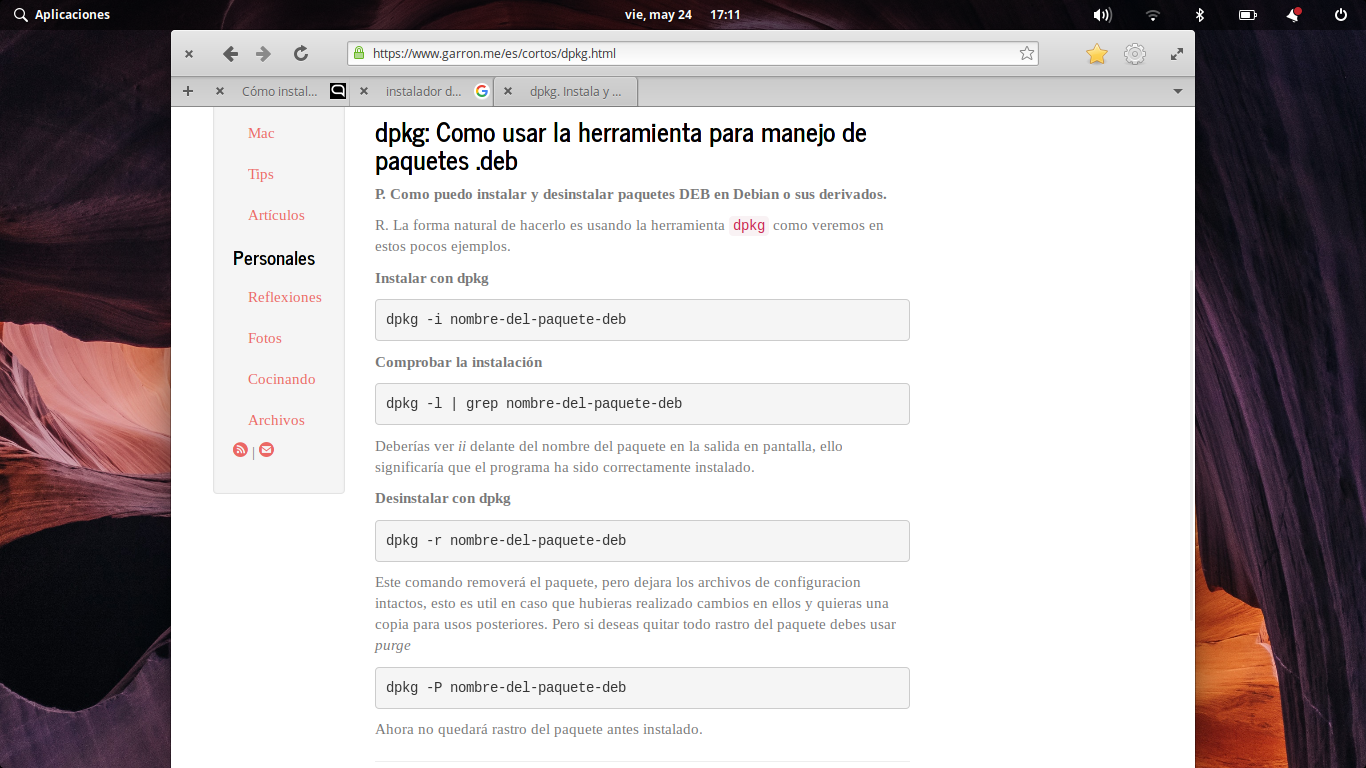 Aplicaciones
vie, may 24 17:11
https://www.garron.me/es/cortos/dpkg.html
Cómo instal...
instalador d...
dpkg. Instala y ...
Mac
Tips
Artículos
Personales
Reflexiones
Fotos
Cocinando
Archivos
|
dpkg: Como usar la herramienta para manejo de
paquetes .deb
P. Como puedo instalar y desinstalar paquetes DEB en Debian o sus derivados.
R. La forma natural de hacerlo es usando la herramienta dpkg como veremos en
estos pocos ejemplos.
Instalar con dpkg
dpkg -i nombre-del-paquete-deb
Comprobar la instalación
dpkg -l | grep nombre-del-paquete-deb
Deberías ver ii delante del nombre del paquete en la salida en pantalla, ello
significaría que el programa ha sido correctamente instalado.
Desinstalar con dpkg
dpkg -r nombre-del-paquete-deb
Este comando removerá el paquete, pero dejara los archivos de configuracion
intactos, esto es util en caso que hubieras realizado cambios en ellos y quieras una
copia para usos posteriores. Pero si deseas quitar todo rastro del paquete debes usar
purge
dpkg -P nombre-del-paquete-deb
Ahora no quedará rastro del paquete antes instalado.